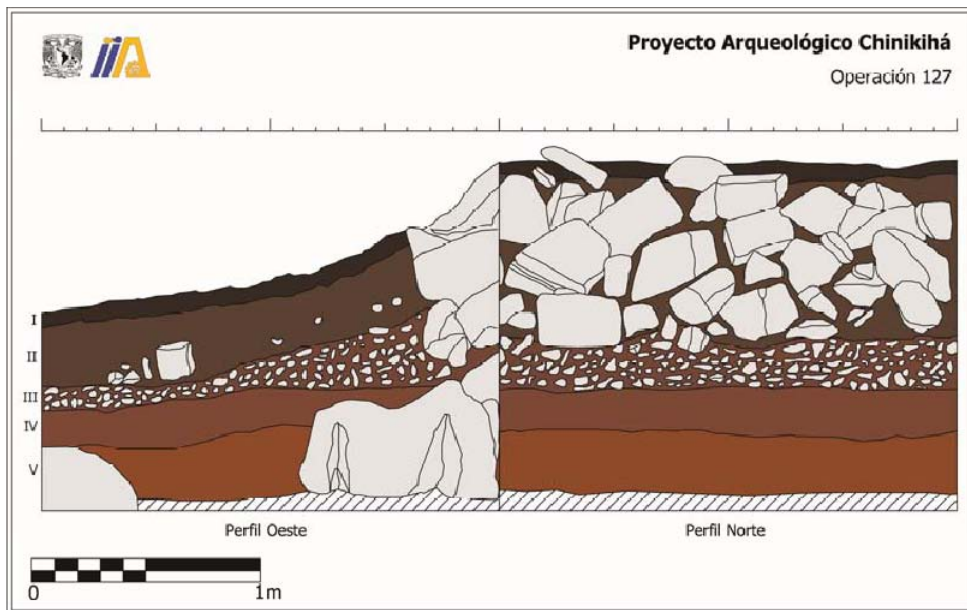 Proyecto Arqueológico Chinikihá
Operación 127
I
II
III
IV
V
Perfil Oeste
Perfil Norte
0
1m